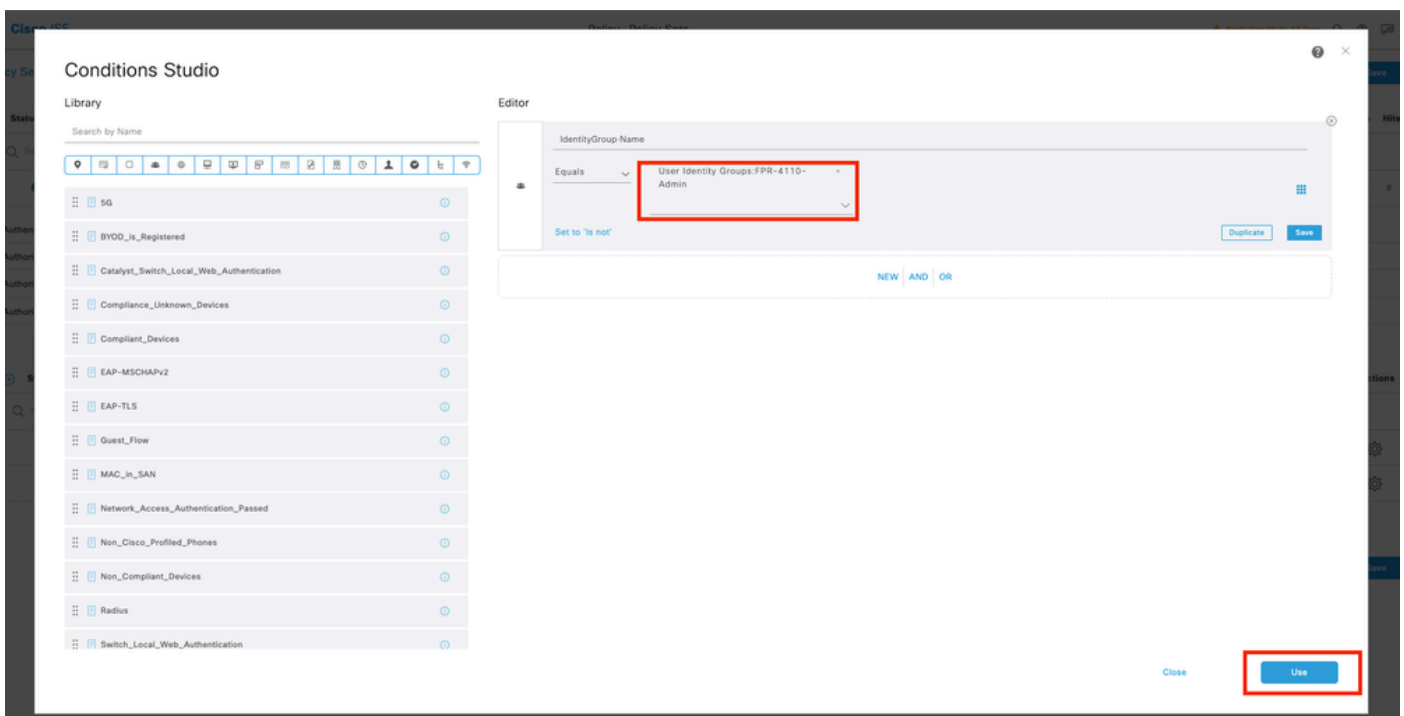 Conditions Studio
Library
Editor
Search by Name
IdentityGroup·Name
Equals
User Identity Groups:FPR-4110-
Admin
Set to 'Is not'
Duplicate
Save
NEW AND OR
5G
BYOD_is_Registered
Catalyst_Switch_Local_Web_Authentication
Compliance_Unknown_Devices
Compliant_Devices
EAP-MSCHAPv2
EAP-TLS
Guest_Flow
MAC_in_SAN
Network_Access_Authentication_Passed
Non_Cisco_Profiled_Phones
Non_Compliant_Devices
Radius
Switch_Local_Web_Authentication
Close
Use